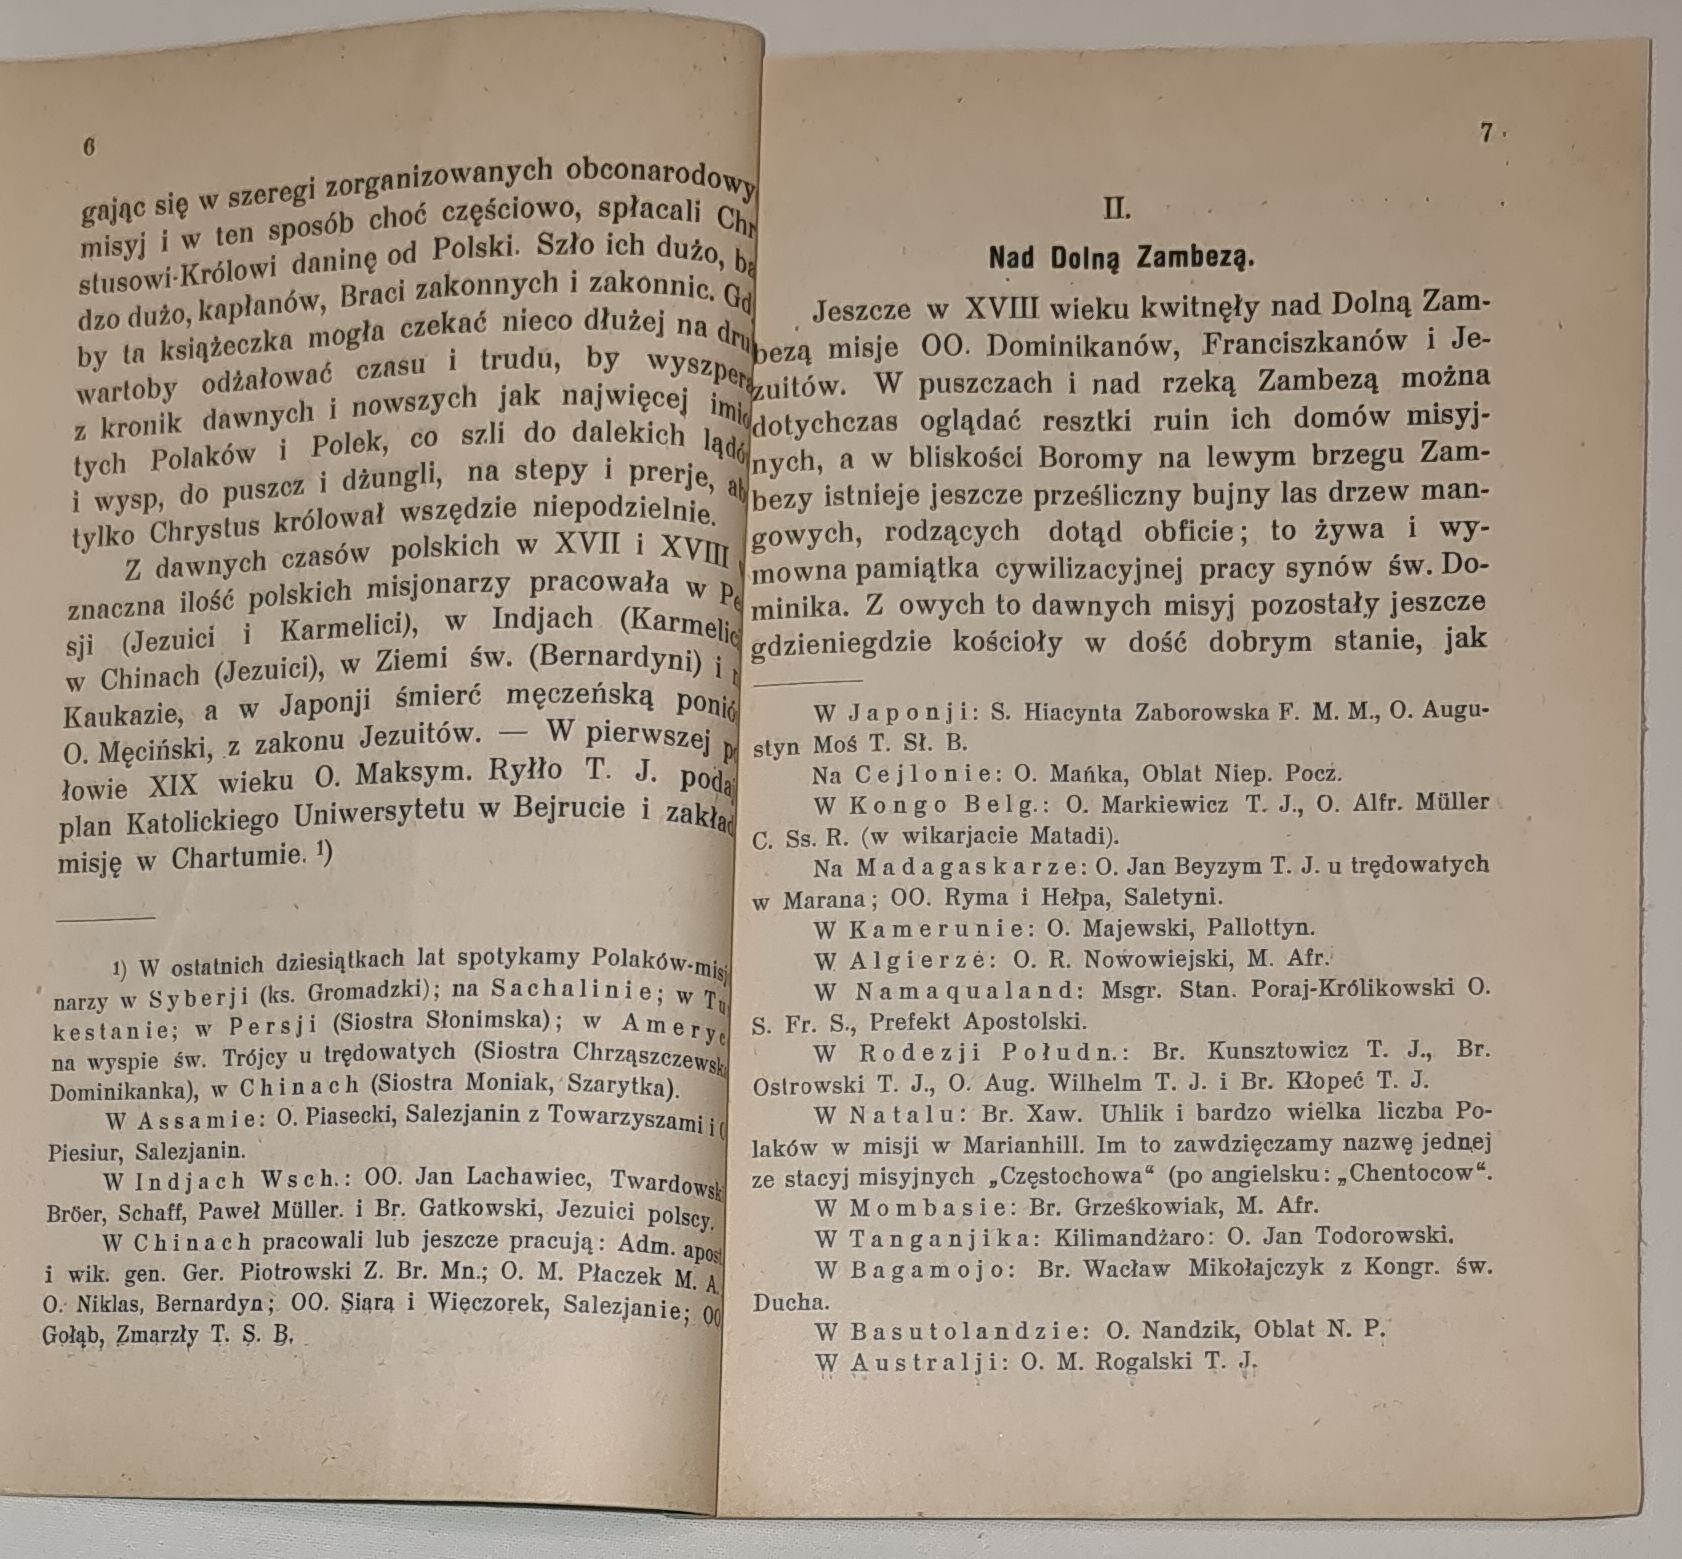 6
gając się w szeregi zorganizowanych obconarodowy
misyj i w ten sposób choć częściowo, spłacali Chr
stusowi-Królowi daninę od Polski. Szło ich dużo, ba
dzo dużo, kapłanów, Braci zakonnych i zakonnic. Gd
by ta książeczka mogła czekać nieco dłużej na dru
wartoby odżałować czasu i trudu, by wyszpera
z kronik dawnych i nowszych jak najwięcej imio
tych Polaków i Polek, co szli do dalekich lądó
i wysp, do puszcz i dżungli, na stepy i prerje, ab
tylko Chrystus królował wszędzie niepodzielnie.
Z dawnych czasów polskich w XVII i XVIII
znaczna ilość polskich misjonarzy pracowała w Pe
sji (Jezuici i Karmelici), w Indjach (Karmelic
w Chinach (Jezuici), w Ziemi św. (Bernardyni) i n
Kaukazie, a w Japonji śmierć męczeńską ponió
O. Męciński, z zakonu Jezuitów. — W pierwszej p
łowie XIX wieku O. Maksym. Ryłło T. J. poda
plan Katolickiego Uniwersytetu w Bejrucie i zakład
misję w Chartumie. ¹)
¹) W ostatnich dziesiątkach lat spotykamy Polaków-misj
narzy w Syberji (ks. Gromadzki); na Sachalinie; w Tu
kestanie; w Persji (Siostra Słonimska); w Ameryc
na wyspie św. Trójcy u trędowatych (Siostra Chrząszczewska
Dominikanka), w Chinach (Siostra Moniak, Szarytka).
W Assamie: O. Piasecki, Salezjanin z Towarzyszami i O
Piesiur, Salezjanin.
W Indjach Wsch.: OO. Jan Lachawiec, Twardowsk
Bröer, Schaff, Paweł Müller. i Br. Gatkowski, Jezuici polscy.
W Chinach pracowali lub jeszcze pracują: Adm. apost
i wik. gen. Ger. Piotrowski Z. Br. Mn.; O. M. Płaczek M. A.
O. Niklas, Bernardyn; OO. Siara i Więczorek, Salezjanie; OO
Gołąb, Zmarzły T. S. B.
7
II.
Nad Dolną Zambezą.
Jeszcze w XVIII wieku kwitnęły nad Dolną Zam-
bezą misje OO. Dominikanów, Franciszkanów i Je-
zuitów. W puszczach i nad rzeką Zambezą można
dotychczas oglądać resztki ruin ich domów misyj-
nych, a w bliskości Boromy na lewym brzegu Zam-
bezy istnieje jeszcze prześliczny bujny las drzew man-
gowych, rodzących dotąd obficie; to żywa i wy-
mowna pamiątka cywilizacyjnej pracy synów św. Do-
minika. Z owych to dawnych misyj pozostały jeszcze
gdzieniegdzie kościoły w dość dobrym stanie, jak
W Japonji: S. Hiacynta Zaborowska F. M. M., O. Augu-
styn Moś T. Sł. B.
Na Cejlonie: O. Mańka, Oblat Niep. Pocz.
W Kongo Belg.: O. Markiewicz T. J., O. Alfr. Müller
C. Ss. R. (w wikarjacie Matadi).
Na Madagaskarze: O. Jan Beyzym T. J. u trędowatych
w Marana; OO. Ryma i Hełpa, Saletyni.
W Kamerunie: O. Majewski, Pallottyn.
W Algierze: O. R. Nowowiejski, M. Afr.
W Namaqualand: Msgr. Stan. Poraj-Królikowski O.
S. Fr. S., Prefekt Apostolski.
W Rodezji Połudn.: Br. Kunsztowicz T. J., Br.
Ostrowski T. J., O. Aug. Wilhelm T. J. i Br. Kłopeć T. J.
W Natalu: Br. Xaw. Uhlik i bardzo wielka liczba Po-
laków w misji w Marianhill. Im to zawdzięczamy nazwę jednej
ze stacyj misyjnych „Częstochowa“ (po angielsku: „Chentocow“.
W Mombasie: Br. Grześkowiak, M. Afr.
W Tanganjika: Kilimandżaro: O. Jan Todorowski.
W Bagamojo: Br. Wacław Mikołajczyk z Kongr. św.
Ducha.
W Basutolandzie: O. Nandzik, Oblat N. P.
W Australji: O. M. Rogalski T. J.